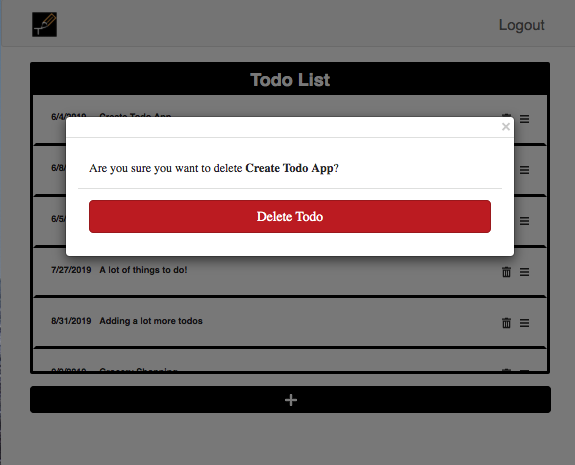 Logout
Todo List
6/4/2019 Create Todo App
×
6/8/
Are you sure you want to delete Create Todo App?
6/5/
Delete Todo
7/27/2019 A lot of things to do!
8/31/2019 Adding a lot more todos
Grocery Shopping
+